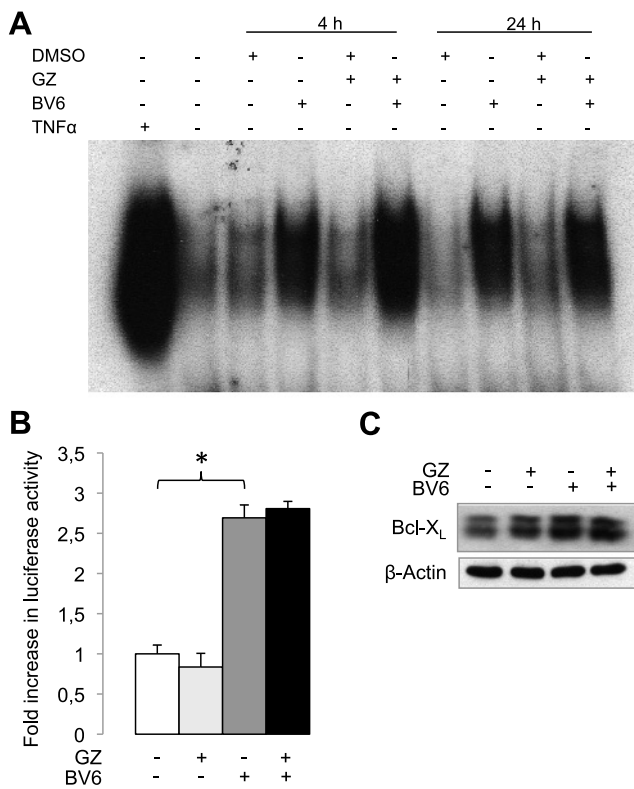 A
4 h 24 h
DMSO - - + - + - + - + -
GZ - - - - + + - - + +
BV6 - - - + - + - + - +
TNFα + - - - - - - - - -
B
Fold increase in luciferase activity
3,5
3
2,5
2
1,5
1
0,5
0
*
GZ - + - +
BV6 - - + +
C
GZ - + - +
BV6 - - + +
Bcl-XL
β-Actin